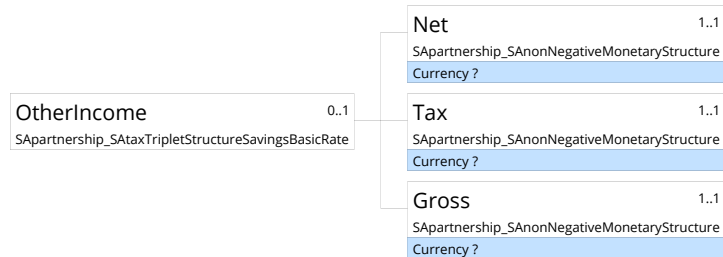 OtherIncome 0..1
SApartnership_SAtaxTripletStructureSavingsBasicRate
Net 1..1
SApartnership_SAnonNegativeMonetaryStructure
Currency ?
Tax 1..1
SApartnership_SAnonNegativeMonetaryStructure
Currency ?
Gross 1..1
SApartnership_SAnonNegativeMonetaryStructure
Currency ?